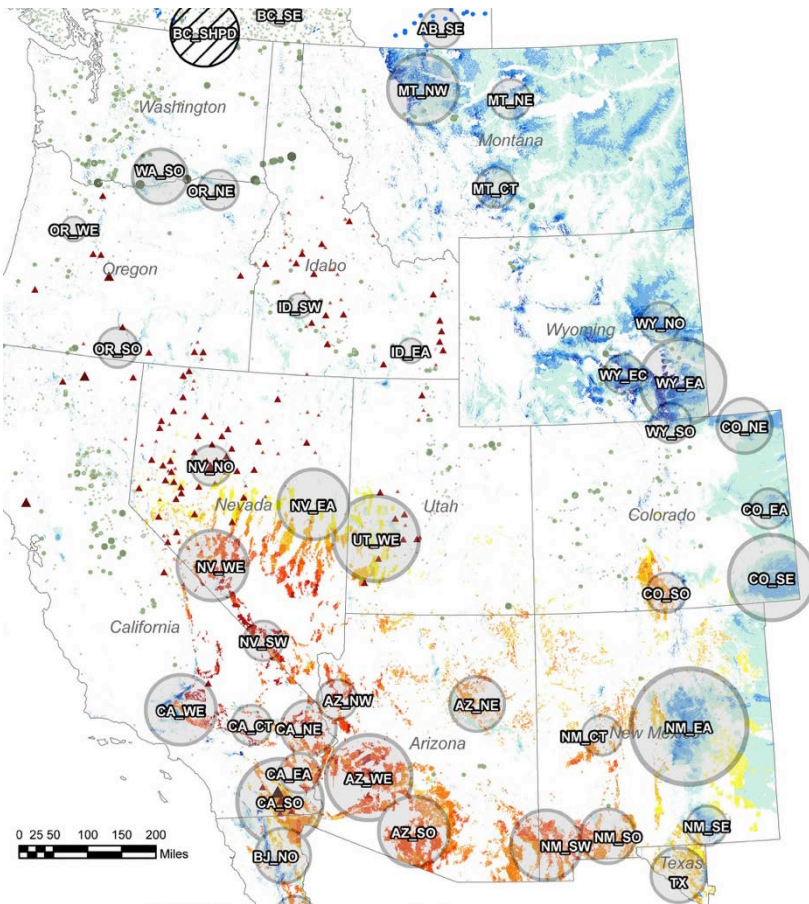 BC_SE
BC_SHPD
AB_SE
MT_NW
MT_NE
Washington
Montana
WA_SO
OR_NE
MT_CT
OR_WE
Oregon
Idaho
ID_SW
WY_NO
Wyoming
OR_SO
ID_EA
WY_EC
WY_EA
WY_SO
CO_NE
NV_NO
Nevada
NV_EA
Utah
CO_EA
Colorado
UT_WE
NV_WE
CO_SE
CO_SO
California
NV_SW
AZ_NW
AZ_NE
CA_WE
CA_CT
CA_NE
NM_CT
New Mexico
NM_EA
Arizona
CA_EA
AZ_WE
CA_SO
AZ_SO
NM_SW
NM_SO
NM_SE
BJ_NO
Texas
TX
0 25 50 100 150 200
Miles